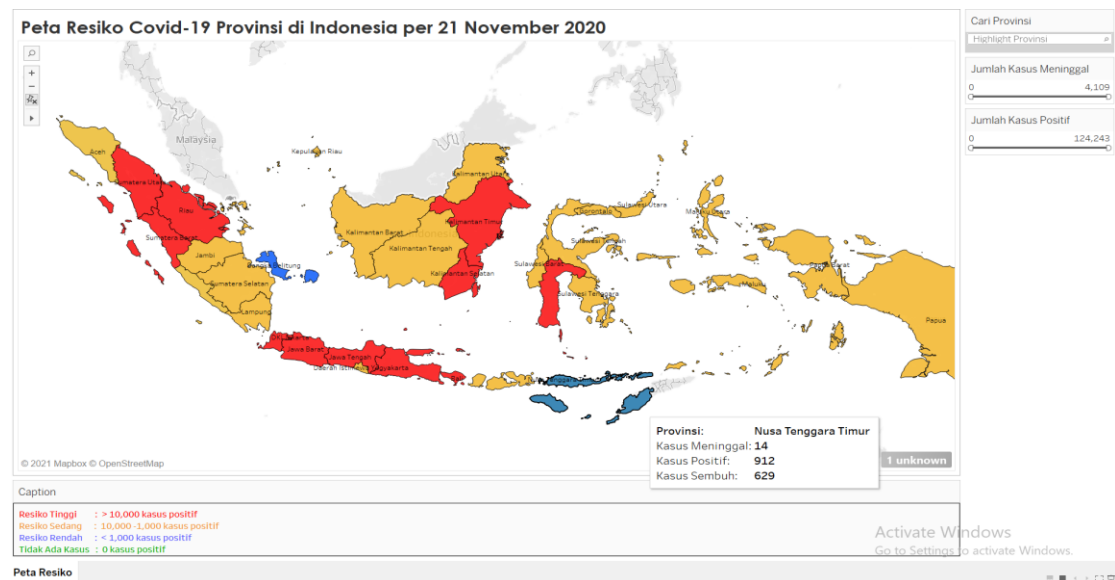 Peta Resiko Covid-19 Provinsi di Indonesia per 21 November 2020
Cari Provinsi
Highlight Provinsi
Jumlah Kasus Meninggal
0 4,109
Jumlah Kasus Positif
0 124,243
Malaysia
Aceh
Kepulauan Riau
Sumatera Utara
Kalimantan Utara
Riau
Gorontalo
Sulawesi Utara
Maluku Utara
Kalimantan Timur
Sumatera Barat
Kalimantan Barat
Kalimantan Tengah
Sulawesi Tengah
Jambi
Bangka Belitung
Sulawesi Barat
Papua Barat
Kalimantan Selatan
Sumatera Selatan
Sulawesi Tenggara
Maluku
Lampung
Papua
DKI Jakarta
Jawa Barat
Jawa Tengah
Daerah Istimewa Yogyakarta
Bali
Nusa Tenggara
Provinsi: Nusa Tenggara Timur
Kasus Meninggal: 14
Kasus Positif: 912
Kasus Sembuh: 629
1 unknown
© 2021 Mapbox © OpenStreetMap
Caption
Resiko Tinggi : > 10,000 kasus positif
Resiko Sedang : 10,000 -1,000 kasus positif
Resiko Rendah : < 1,000 kasus positif
Tidak Ada Kasus : 0 kasus positif
Activate Windows
Go to Settings to activate Windows.
Peta Resiko